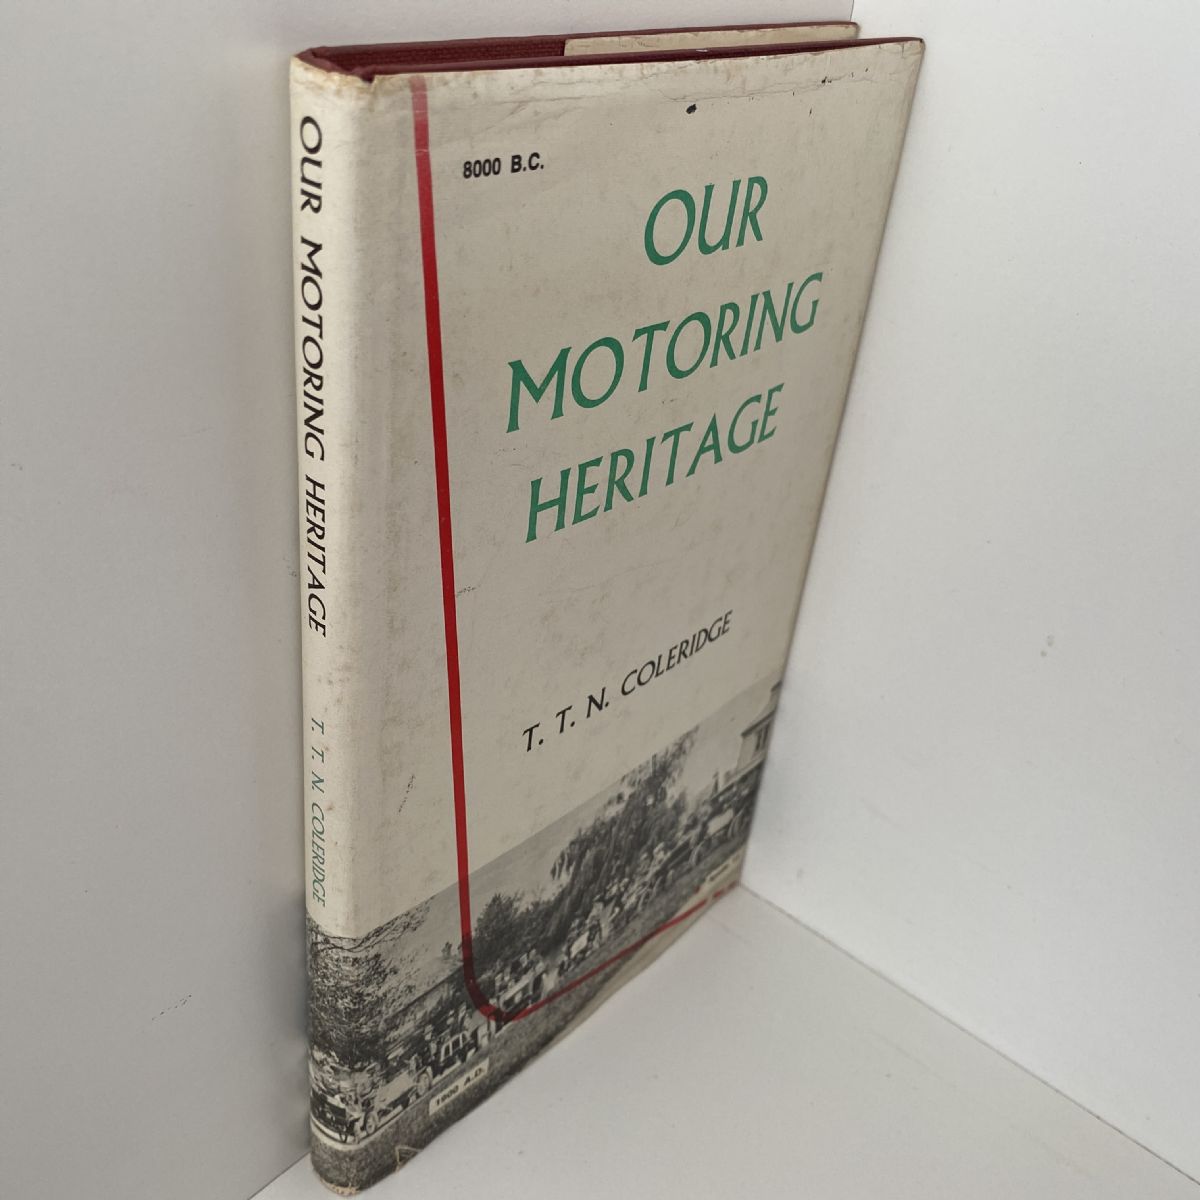 OUR MOTORING HERITAGE T. T. N. COLERIDGE
8000 B.C.
OUR
MOTORING
HERITAGE
T. T. N. COLERIDGE
1900 A.D.